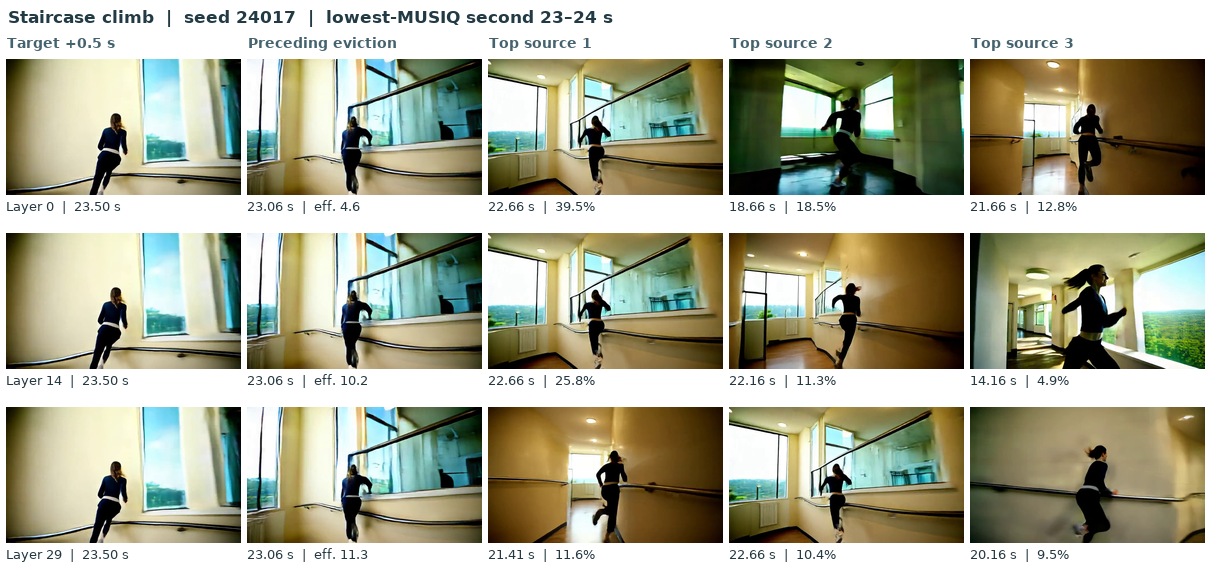 Staircase climb | seed 24017 | lowest-MUSIQ second 23–24 s
Target +0.5 s Preceding eviction Top source 1 Top source 2 Top source 3
Layer 0 | 23.50 s 23.06 s | eff. 4.6 22.66 s | 39.5% 18.66 s | 18.5% 21.66 s | 12.8%
Layer 14 | 23.50 s 23.06 s | eff. 10.2 22.66 s | 25.8% 22.16 s | 11.3% 14.16 s | 4.9%
Layer 29 | 23.50 s 23.06 s | eff. 11.3 21.41 s | 11.6% 22.66 s | 10.4% 20.16 s | 9.5%